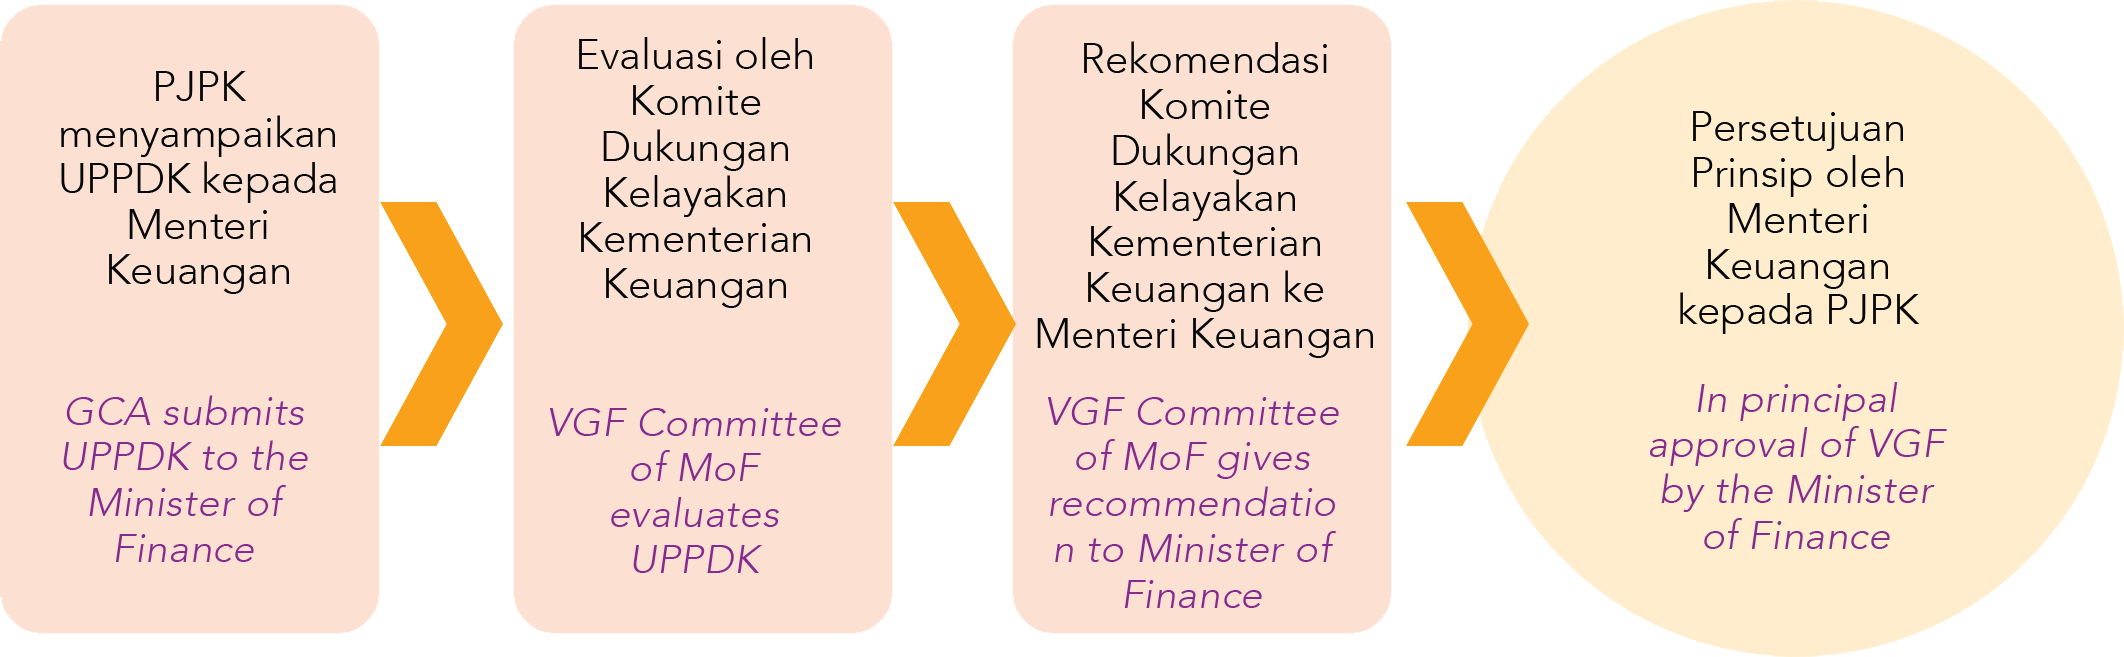 PJPK
menyampaikan
UPPDK kepada
Menteri
Keuangan
GCA submits
UPPDK to the
Minister of
Finance
Evaluasi oleh
Komite
Dukungan
Kelayakan
Kementerian
Keuangan
VGF Committee
of MoF
evaluates
UPPDK
Rekomendasi
Komite
Dukungan
Kelayakan
Kementerian
Keuangan ke
Menteri Keuangan
VGF Committee
of MoF gives
recommendatio
n to Minister of
Finance
Persetujuan
Prinsip oleh
Menteri
Keuangan
kepada PJPK
In principal
approval of VGF
by the Minister
of Finance